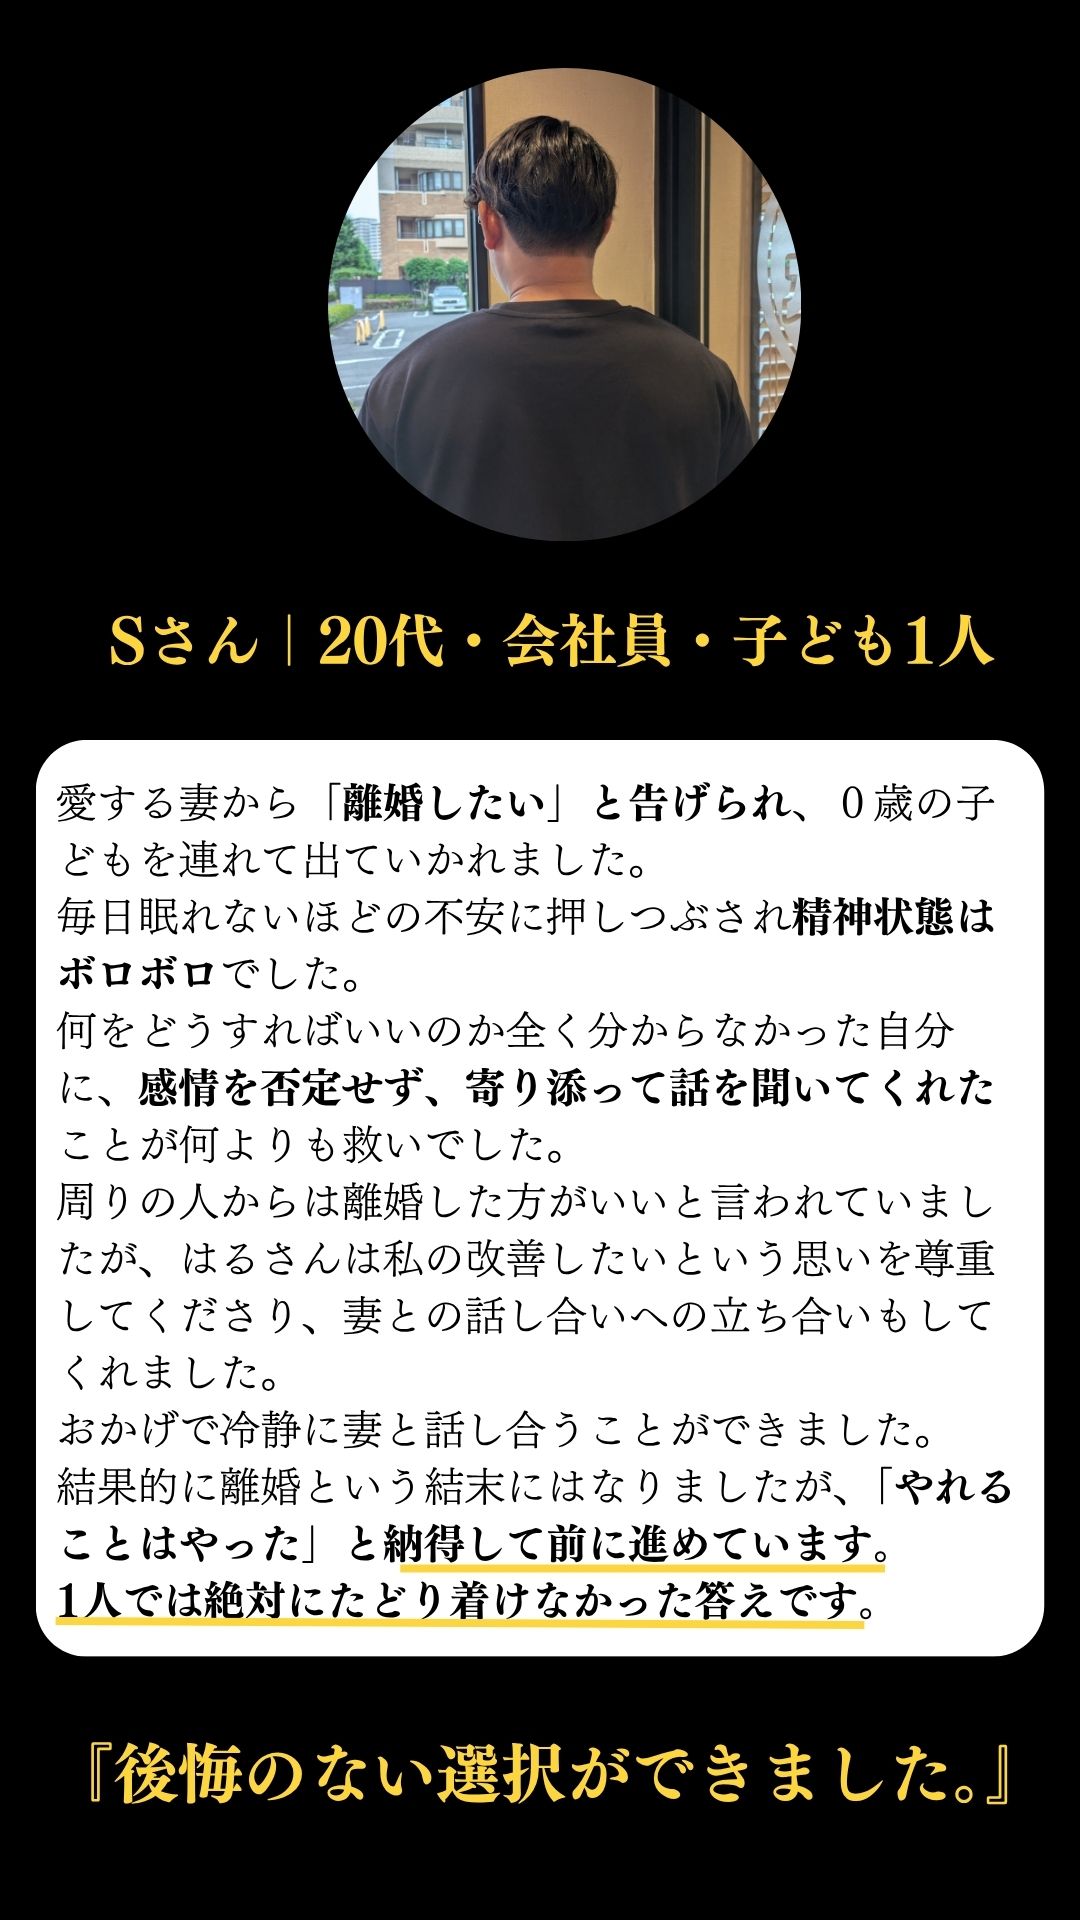 Sさん｜20代・会社員・子ども1人
愛する妻から「離婚したい」と告げられ、０歳の子
どもを連れて出ていかれました。
毎日眠れないほどの不安に押しつぶされ精神状態は
ボロボロでした。
何をどうすればいいのか全く分からなかった自分
に、感情を否定せず、寄り添って話を聞いてくれた
ことが何よりも救いでした。
周りの人からは離婚した方がいいと言われていまし
たが、はるさんは私の改善したいという思いを尊重
してくださり、妻との話し合いへの立ち合いもして
くれました。
おかげで冷静に妻と話し合うことができました。
結果的に離婚という結末にはなりましたが、「やれる
ことはやった」と納得して前に進めています。
1人では絶対にたどり着けなかった答えです。
『後悔のない選択ができました。』